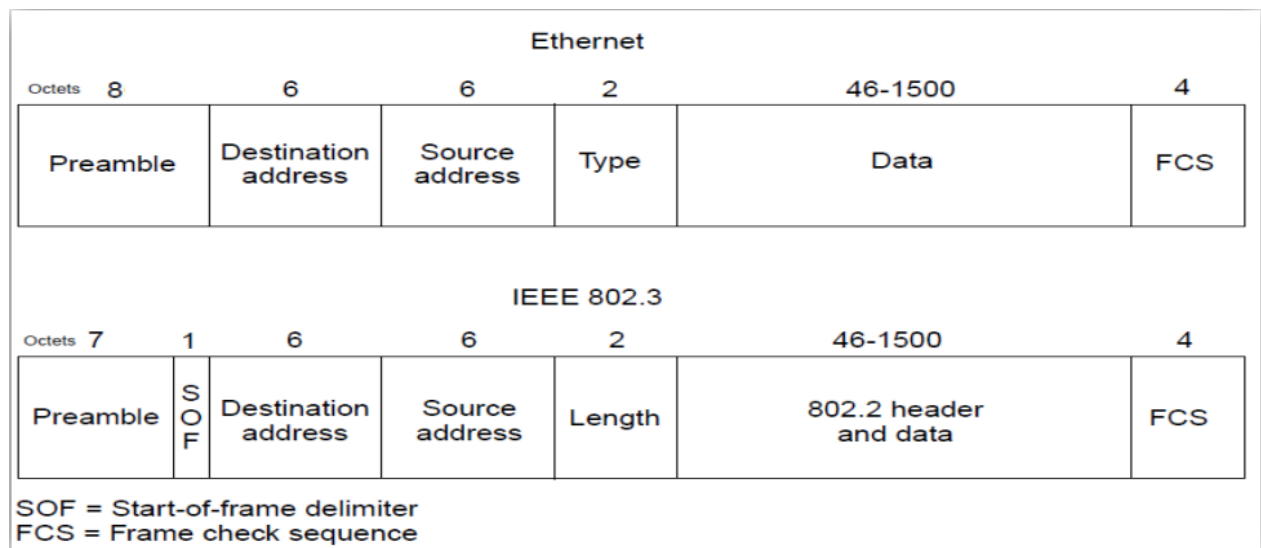 Ethernet
Octets 8 6 6 2 46-1500 4
Preamble Destination address Source address Type Data FCS
IEEE 802.3
Octets 7 1 6 6 2 46-1500 4
Preamble SOF Destination address Source address Length 802.2 header and data FCS
SOF = Start-of-frame delimiter
FCS = Frame check sequence